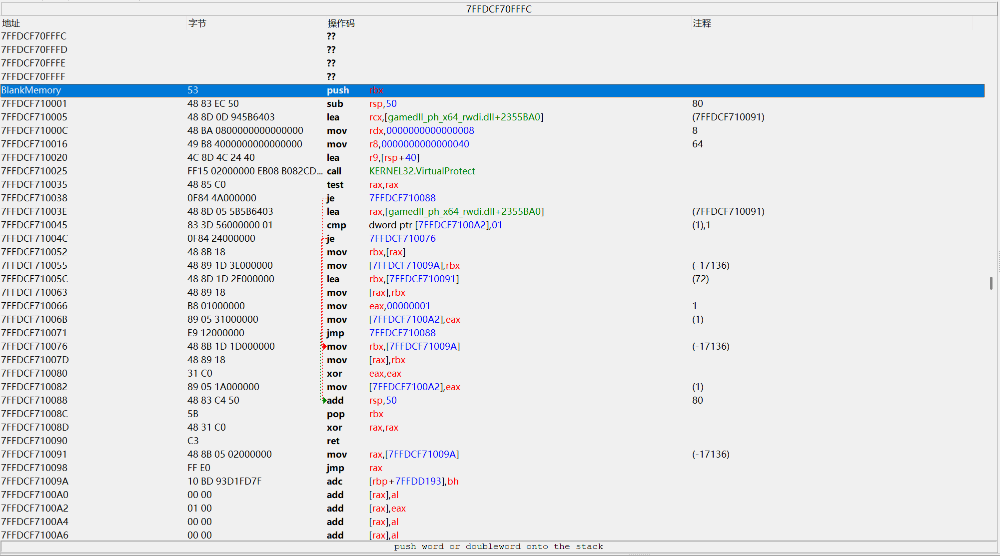 7FFDCF70FFFC
地址 字节 操作码 注释
7FFDCF70FFFC ??
7FFDCF70FFFD ??
7FFDCF70FFFE ??
7FFDCF70FFFF ??
BlankMemory 53 push rbx
7FFDCF710001 48 83 EC 50 sub rsp,50 80
7FFDCF710005 48 8D 0D 945B6403 lea rcx,[gamedll_ph_x64_rwdi.dll+2355BA0] (7FFDCF710091)
7FFDCF71000C 48 BA 0800000000000000 mov rdx,0000000000000008 8
7FFDCF710016 49 B8 4000000000000000 mov r8,0000000000000040 64
7FFDCF710020 4C 8D 4C 24 40 lea r9,[rsp+40]
7FFDCF710025 FF15 02000000 EB08 B082CD... call KERNEL32.VirtualProtect
7FFDCF710035 48 85 C0 test rax,rax
7FFDCF710038 0F84 4A000000 je 7FFDCF710088
7FFDCF71003E 48 8D 05 5B5B6403 lea rax,[gamedll_ph_x64_rwdi.dll+2355BA0] (7FFDCF710091)
7FFDCF710045 83 3D 56000000 01 cmp dword ptr [7FFDCF7100A2],01 (1),1
7FFDCF71004C 0F84 24000000 je 7FFDCF710076
7FFDCF710052 48 8B 18 mov rbx,[rax]
7FFDCF710055 48 89 1D 3E000000 mov [7FFDCF71009A],rbx (-17136)
7FFDCF71005C 48 8D 1D 2E000000 lea rbx,[7FFDCF710091] (72)
7FFDCF710063 48 89 18 mov [rax],rbx
7FFDCF710066 B8 01000000 mov eax,00000001 1
7FFDCF71006B 89 05 31000000 mov [7FFDCF7100A2],eax (1)
7FFDCF710071 E9 12000000 jmp 7FFDCF710088
7FFDCF710076 48 8B 1D 1D000000 mov rbx,[7FFDCF71009A] (-17136)
7FFDCF71007D 48 89 18 mov [rax],rbx
7FFDCF710080 31 C0 xor eax,eax
7FFDCF710082 89 05 1A000000 mov [7FFDCF7100A2],eax (1)
7FFDCF710088 48 83 C4 50 add rsp,50 80
7FFDCF71008C 5B pop rbx
7FFDCF71008D 48 31 C0 xor rax,rax
7FFDCF710090 C3 ret
7FFDCF710091 48 8B 05 02000000 mov rax,[7FFDCF71009A] (-17136)
7FFDCF710098 FF E0 jmp rax
7FFDCF71009A 10 BD 93D1FD7F adc [rbp+7FFDD193],bh
7FFDCF7100A0 00 00 add [rax],al
7FFDCF7100A2 01 00 add [rax],eax
7FFDCF7100A4 00 00 add [rax],al
7FFDCF7100A6 00 00 add [rax],al
push word or doubleword onto the stack